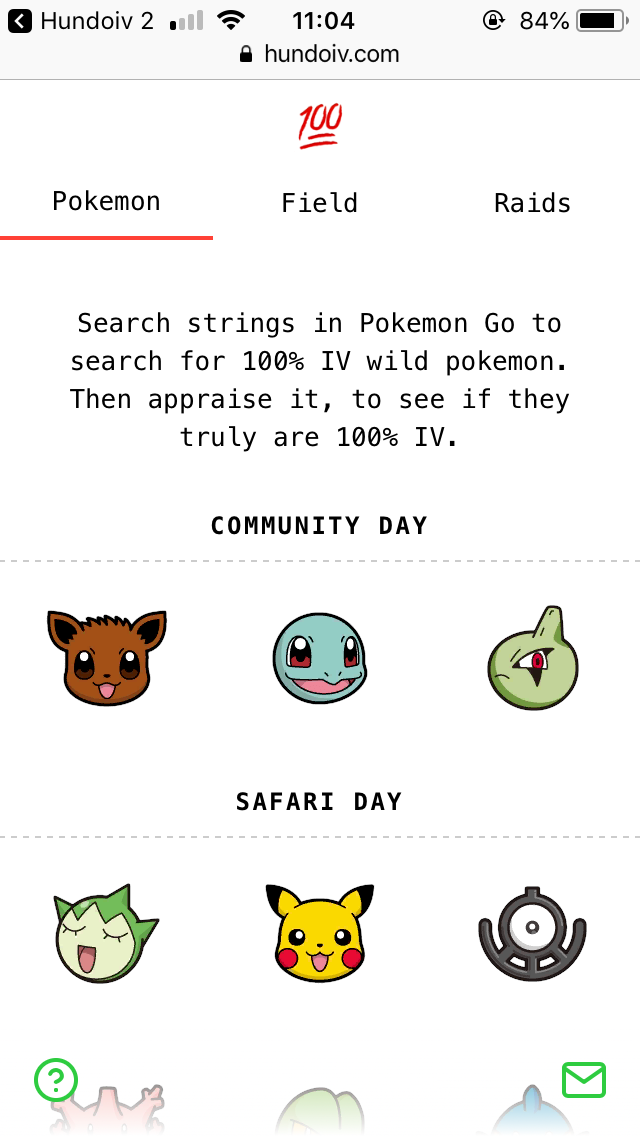 Hundoiv 2 11:04 84%
hundoiv.com
100
Pokemon Field Raids
Search strings in Pokemon Go to
search for 100% IV wild pokemon.
Then appraise it, to see if they
truly are 100% IV.
COMMUNITY DAY
SAFARI DAY
?